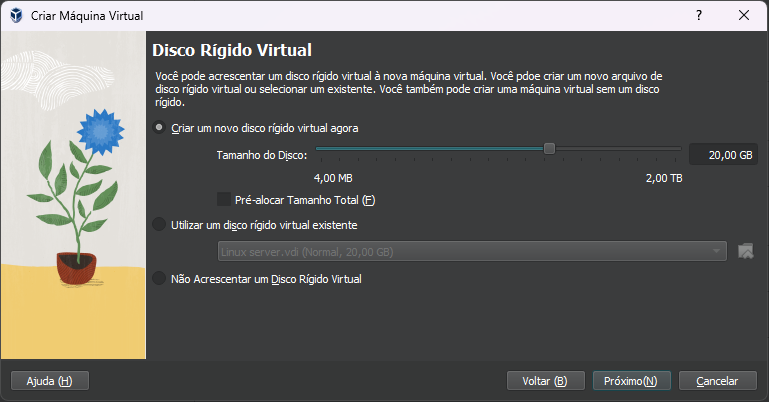 Criar Máquina Virtual
?
Disco Rígido Virtual
Você pode acrescentar um disco rígido virtual à nova máquina virtual. Você pdoe criar um novo arquivo de
disco rígido virtual ou selecionar um existente. Você também pode criar uma máquina virtual sem um disco
rígido.
Criar um novo disco rígido virtual agora
Tamanho do Disco:
20,00 GB
4,00 MB
2,00 TB
Pré-alocar Tamanho Total (F)
Utilizar um disco rígido virtual existente
Linux server.vdi (Normal, 20,00 GB)
Não Acrescentar um Disco Rígido Virtual
Ajuda (H)
Voltar (B)
Próximo(N)
Cancelar